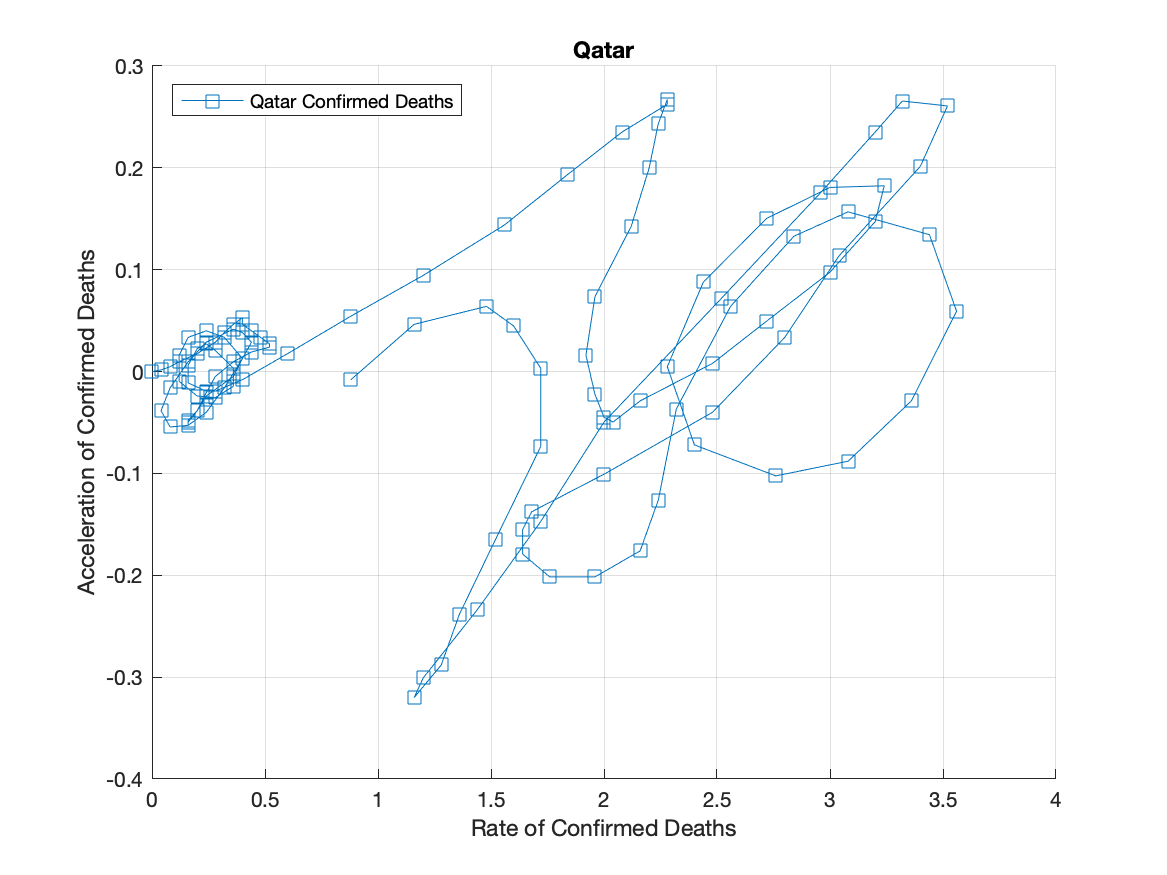 Qatar
Qatar Confirmed Deaths
0.3
0.2
0.1
0
-0.1
-0.2
-0.3
-0.4
Acceleration of Confirmed Deaths
0 0.5 1 1.5 2 2.5 3 3.5 4
Rate of Confirmed Deaths